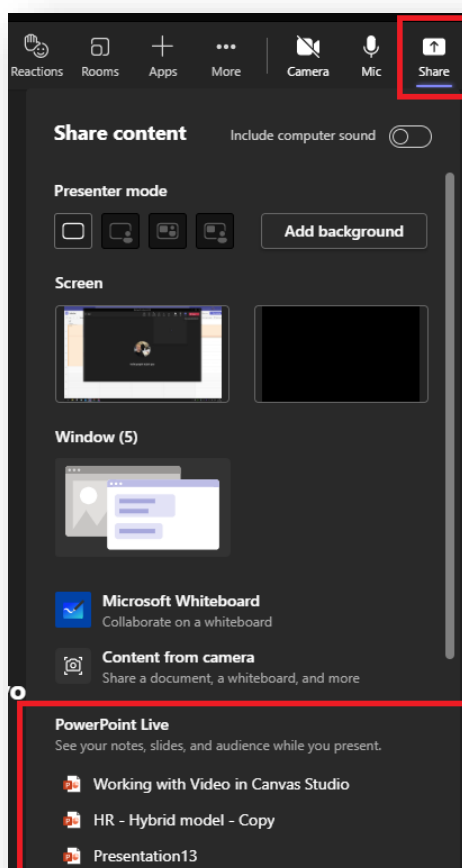 Reactions Rooms Apps More Camera Mic Share
Share content Include computer sound
Presenter mode
Add background
Screen
Window (5)
Microsoft Whiteboard
Collaborate on a whiteboard
Content from camera
Share a document, a whiteboard, and more
PowerPoint Live
See your notes, slides, and audience while you present.
Working with Video in Canvas Studio
HR - Hybrid model - Copy
Presentation13